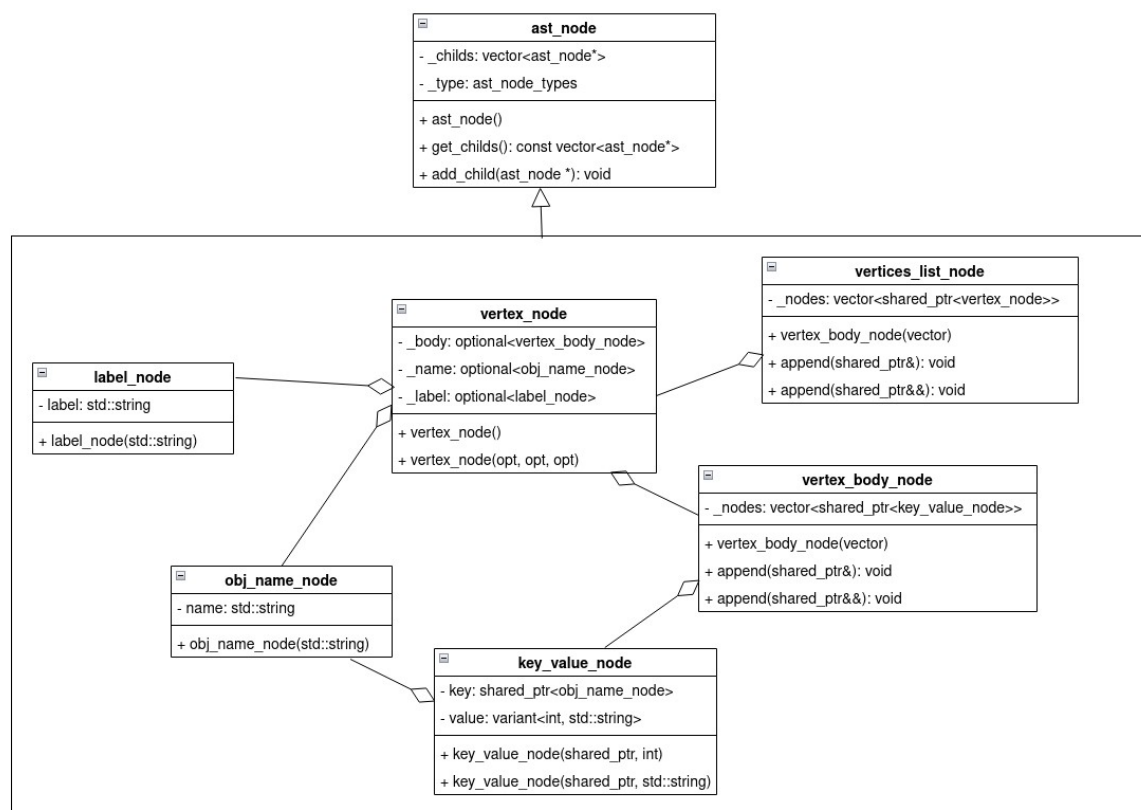 ast_node
- _childs: vector<ast_node*>
- _type: ast_node_types
+ ast_node()
+ get_childs(): const vector<ast_node*>
+ add_child(ast_node *): void
vertices_list_node
- _nodes: vector<shared_ptr<vertex_node>>
+ vertex_body_node(vector)
+ append(shared_ptr&): void
+ append(shared_ptr&&): void
vertex_node
- _body: optional<vertex_body_node>
- _name: optional<obj_name_node>
- _label: optional<label_node>
+ vertex_node()
+ vertex_node(opt, opt, opt)
label_node
- label: std::string
+ label_node(std::string)
vertex_body_node
- _nodes: vector<shared_ptr<key_value_node>>
+ vertex_body_node(vector)
+ append(shared_ptr&): void
+ append(shared_ptr&&): void
obj_name_node
- name: std::string
+ obj_name_node(std::string)
key_value_node
- key: shared_ptr<obj_name_node>
- value: variant<int, std::string>
+ key_value_node(shared_ptr, int)
+ key_value_node(shared_ptr, std::string)